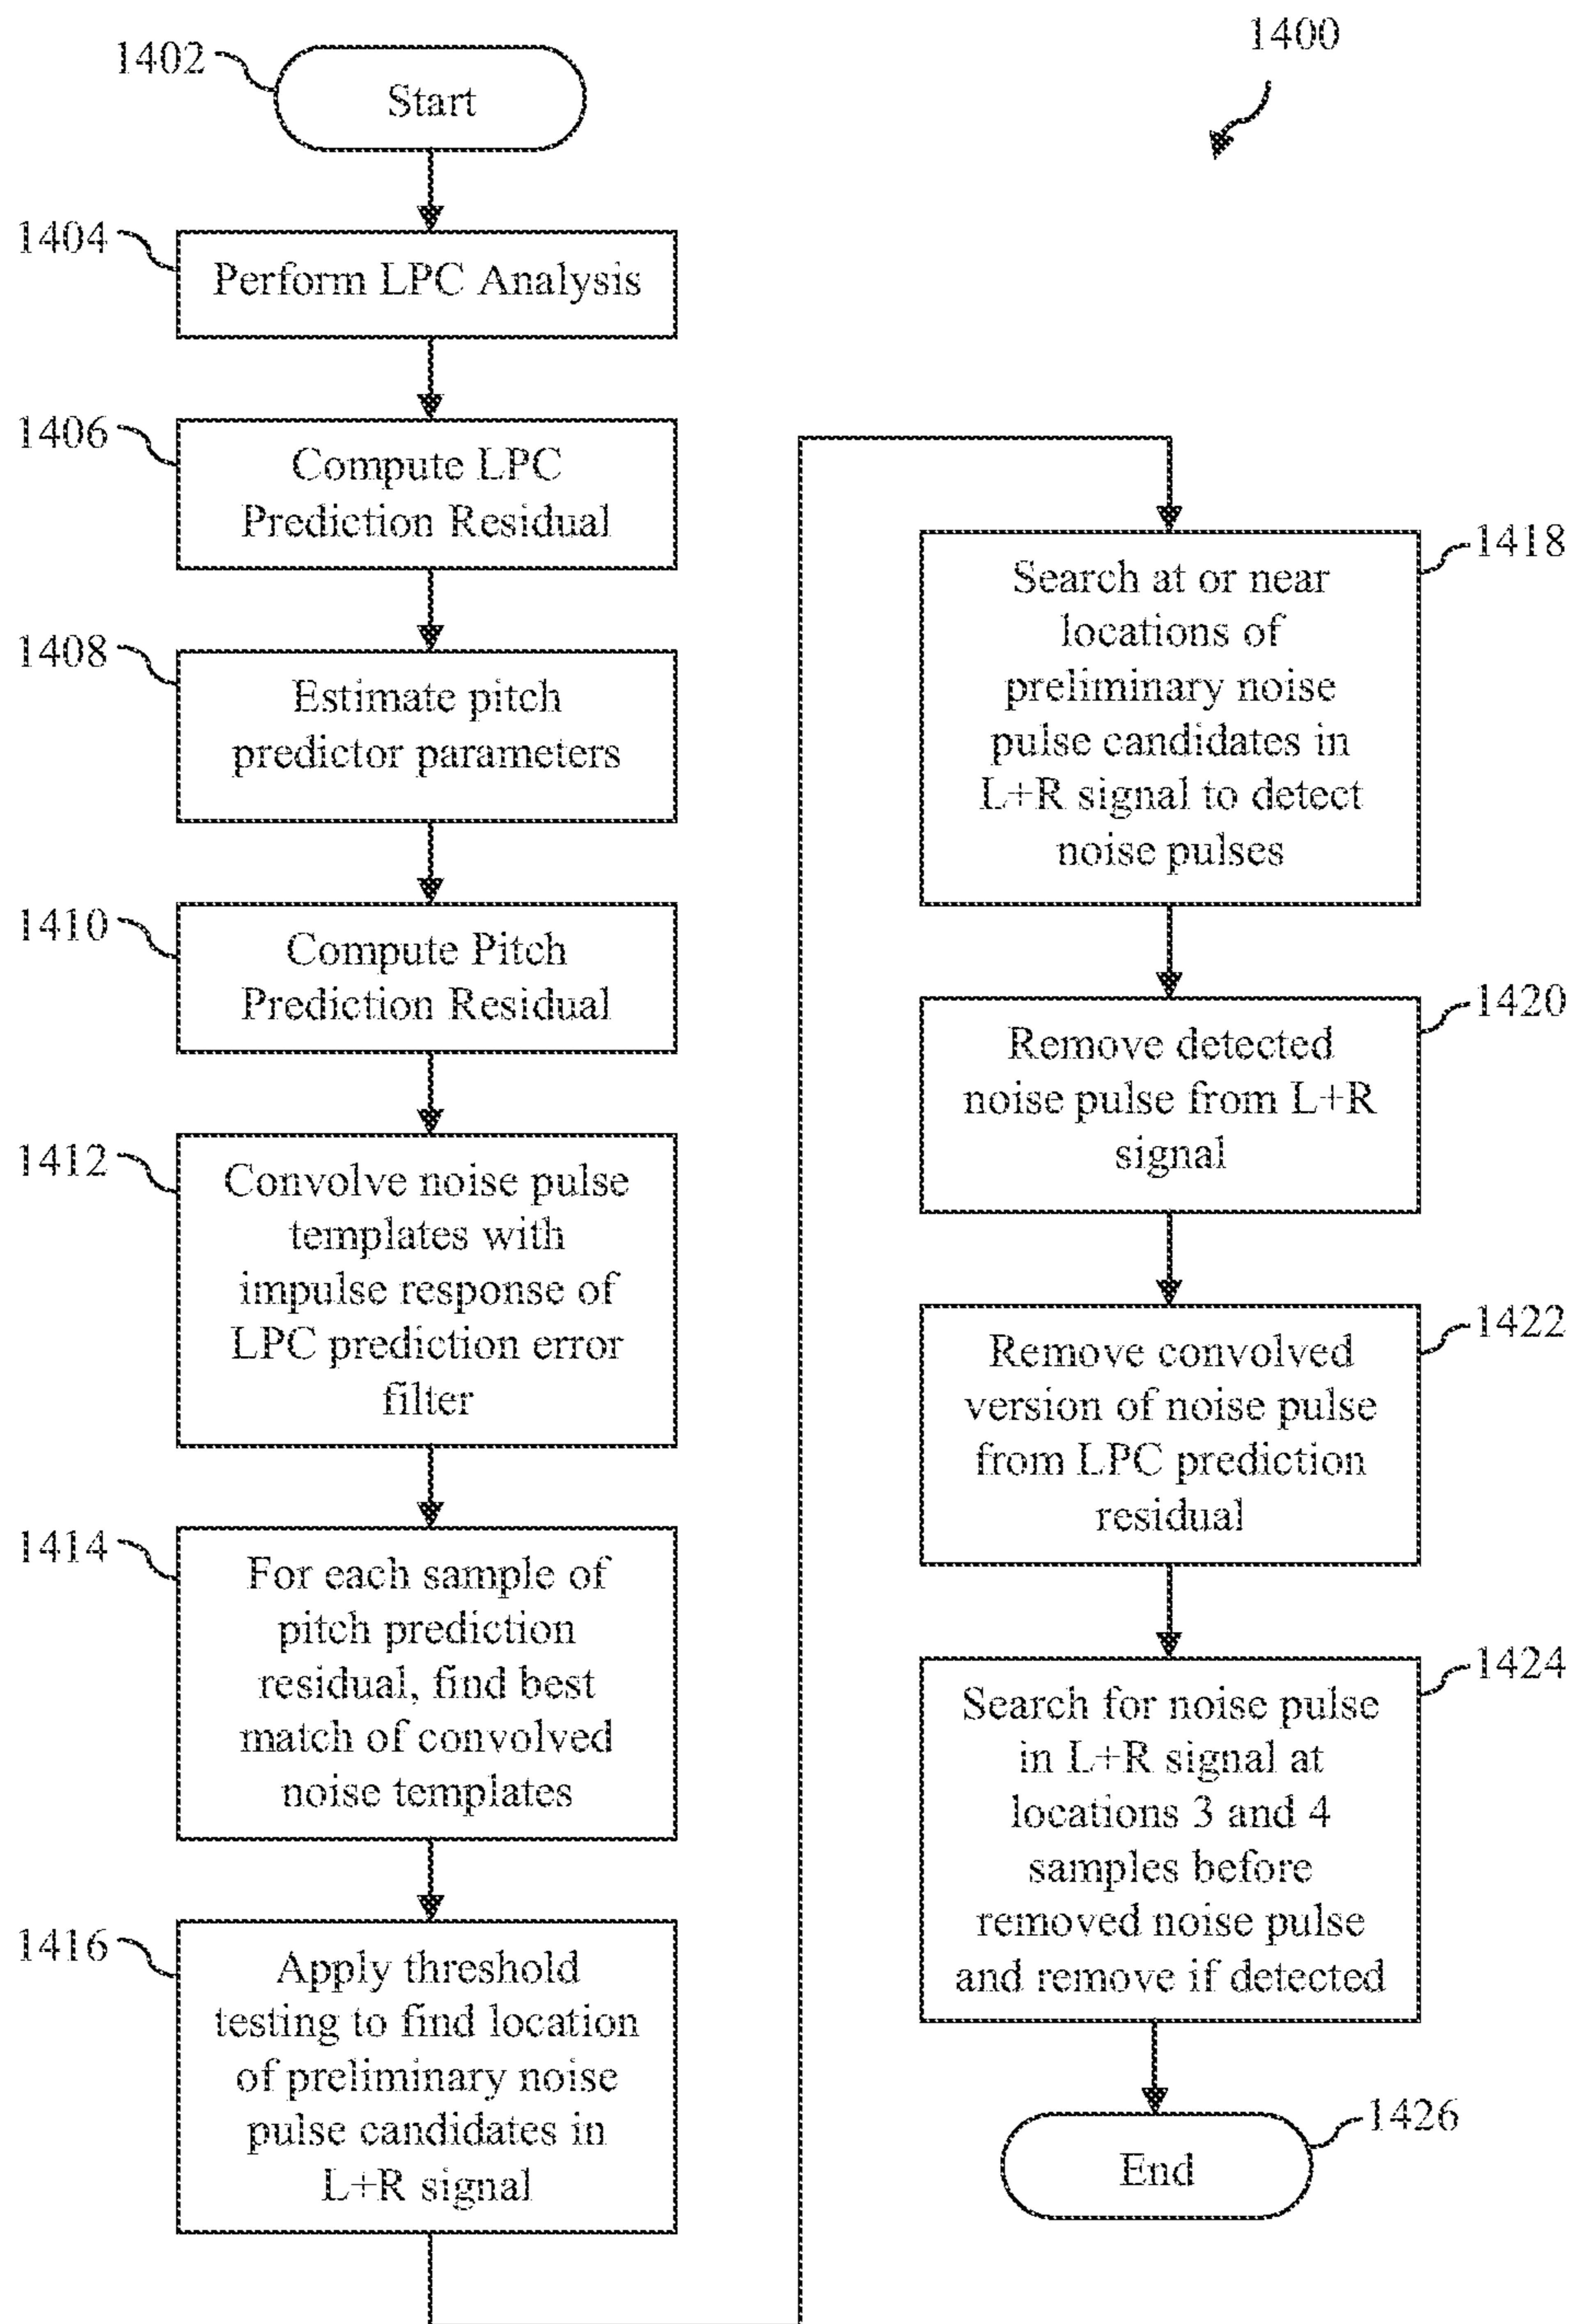 1400
1402
Start
1404
Perform LPC Analysis
1406
Compute LPC
Prediction Residual
1408
Estimate pitch
predictor parameters
1410
Compute Pitch
Prediction Residual
1412
Convolve noise pulse
templates with
impulse response of
LPC prediction error
filter
1414
For each sample of
pitch prediction
residual, find best
match of convolved
noise templates
1416
Apply threshold
testing to find location
of preliminary noise
pulse candidates in
L+R signal
1418
Search at or near
locations of
preliminary noise
pulse candidates in
L+R signal to detect
noise pulses
1420
Remove detected
noise pulse from L+R
signal
1422
Remove convolved
version of noise pulse
from LPC prediction
residual
1424
Search for noise pulse
in L+R signal at
locations 3 and 4
samples before
removed noise pulse
and remove if detected
1426
End